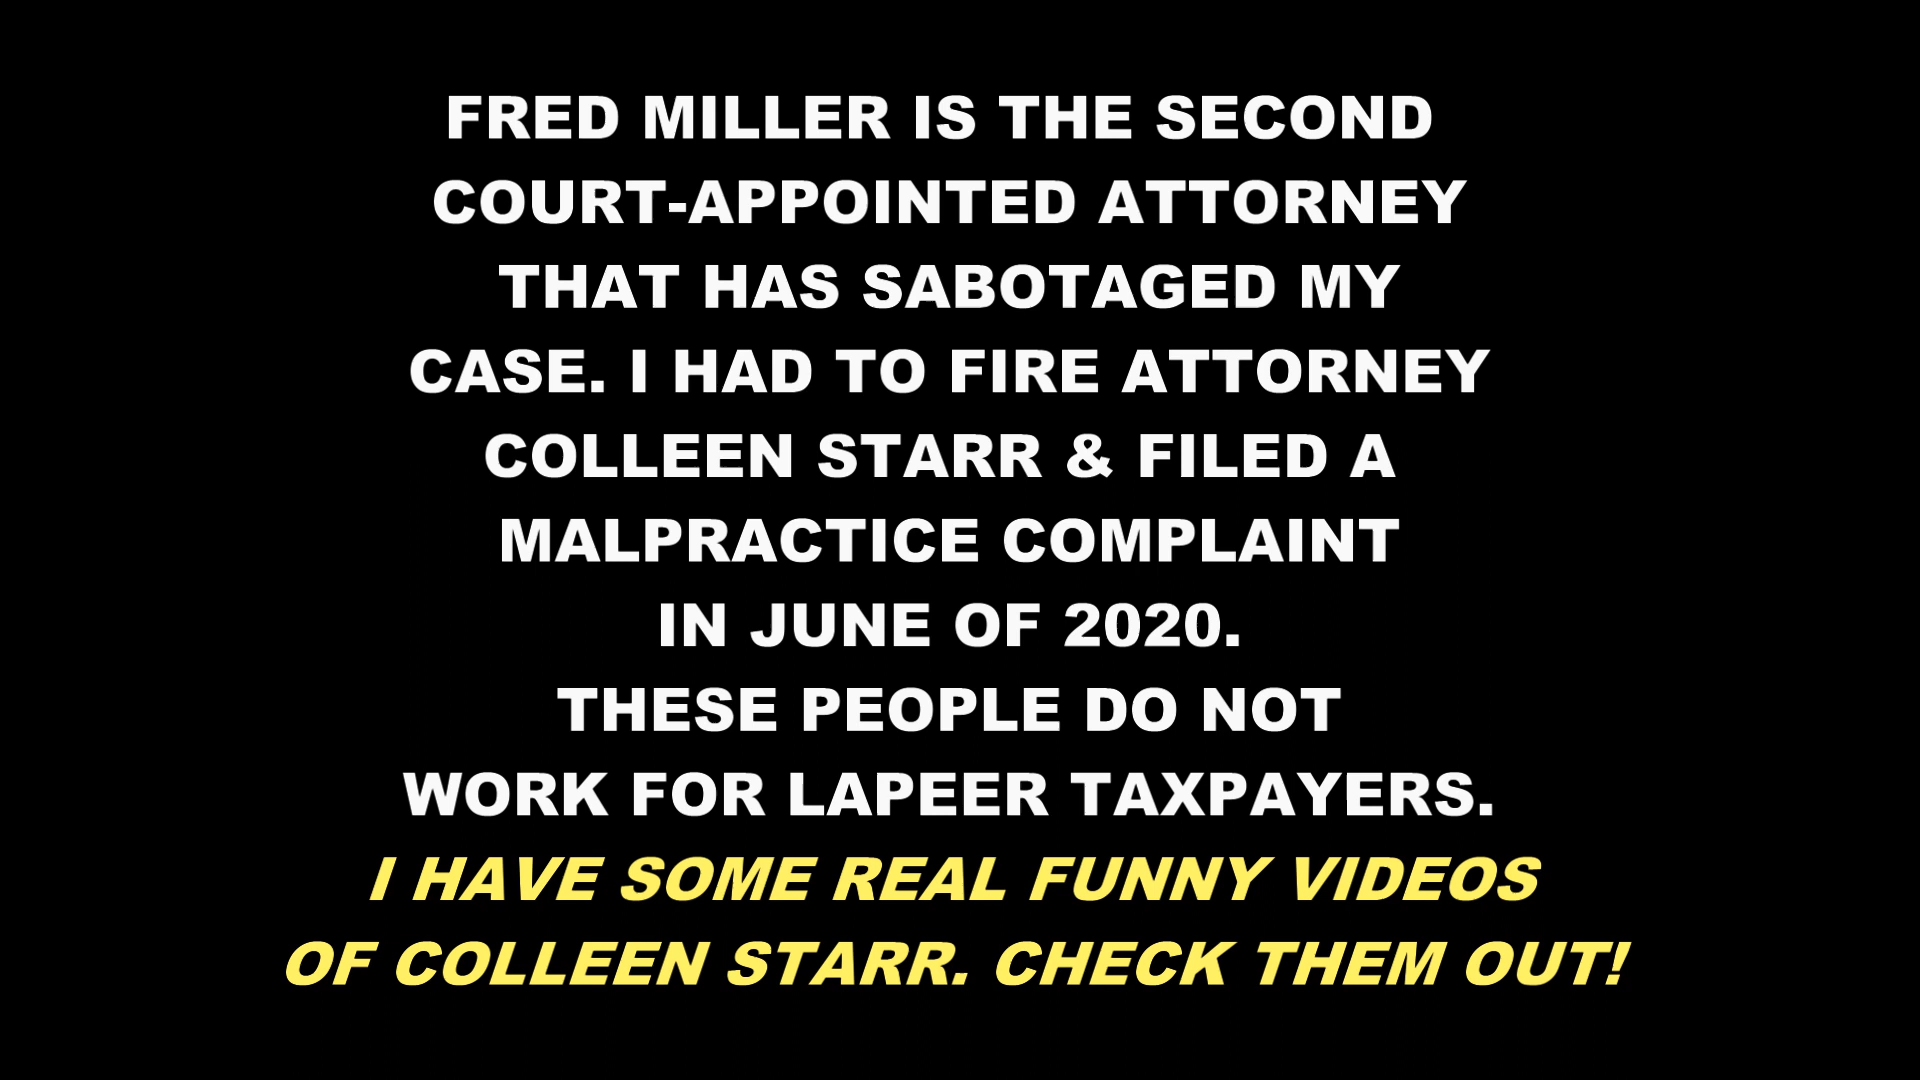 FRED MILLER IS THE SECOND
COURT-APPOINTED ATTORNEY
THAT HAS SABOTAGED MY
CASE. I HAD TO FIRE ATTORNEY
COLLEEN STARR & FILED A
MALPRACTICE COMPLAINT
IN JUNE OF 2020.
THESE PEOPLE DO NOT
WORK FOR LAPEER TAXPAYERS.
I HAVE SOME REAL FUNNY VIDEOS
OF COLLEEN STARR. CHECK THEM OUT!